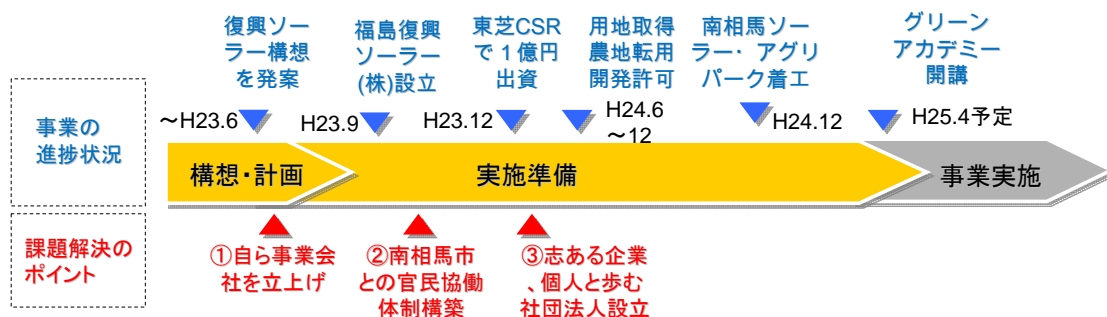 復興ソー
ラー構想
を発案
福島復興
ソーラー
(株)設立
東芝CSR
で１億円
出資
用地取得
農地転用
開発許可
南相馬ソー
ラー・アグリ
パーク着工
グリーン
アカデミー
開講
事業の
進捗状況
～H23.6
H23.9
H23.12
H24.6
～12
H24.12
H25.4予定
構想・計画
実施準備
事業実施
課題解決の
ポイント
①自ら事業会
社を立上げ
②南相馬市
との官民協働
体制構築
③志ある企業
、個人と歩む
社団法人設立